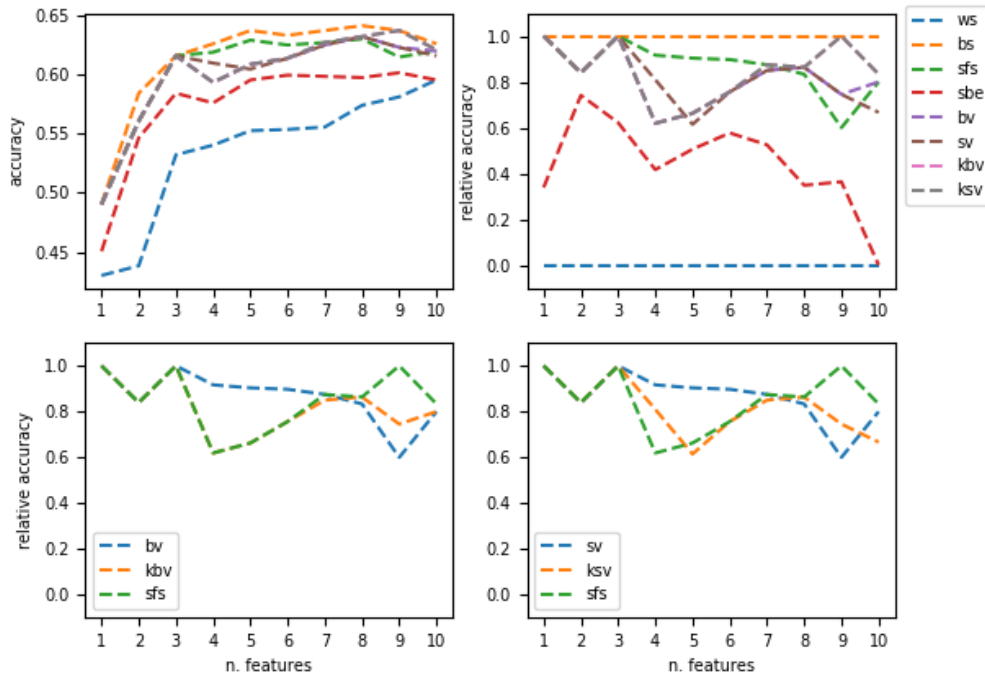 accuracy
0.65
0.60
0.55
0.50
0.45
1 2 3 4 5 6 7 8 9 10
relative accuracy
1.0
0.8
0.6
0.4
0.2
0.0
1 2 3 4 5 6 7 8 9 10
ws
bs
sfs
sbe
bv
sv
kbv
ksv
relative accuracy
1.0
0.8
0.6
0.4
0.2
0.0
bv
kbv
sfs
1 2 3 4 5 6 7 8 9 10
n. features
1.0
0.8
0.6
0.4
0.2
0.0
sv
ksv
sfs
1 2 3 4 5 6 7 8 9 10
n. features